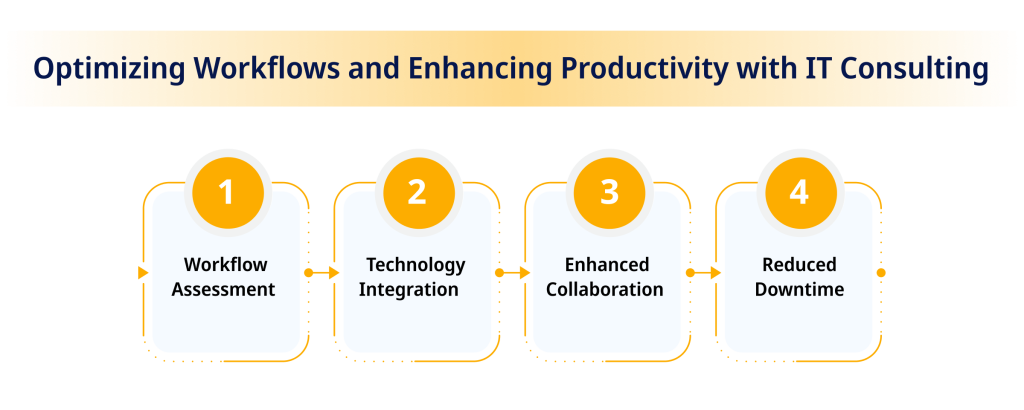 Optimizing Workflows and Enhancing Productivity with IT Consulting
1
Workflow
Assessment
2
Technology
Integration
3
Enhanced
Collaboration
4
Reduced
Downtime